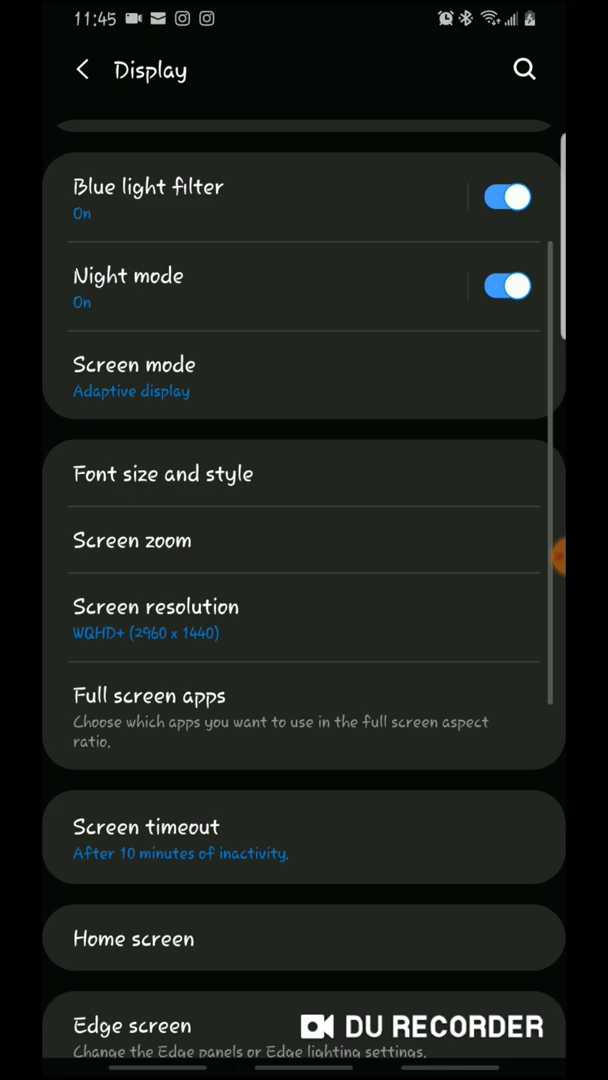 11:45
Display
Blue light filter
On
Night mode
On
Screen mode
Adaptive display
Font size and style
Screen zoom
Screen resolution
WQHD+ (2960 x 1440)
Full screen apps
Choose which apps you want to use in the full screen aspect
ratio.
Screen timeout
After 10 minutes of inactivity.
Home screen
Edge screen
DU RECORDER
Change the Edge panels or Edge lighting settings.